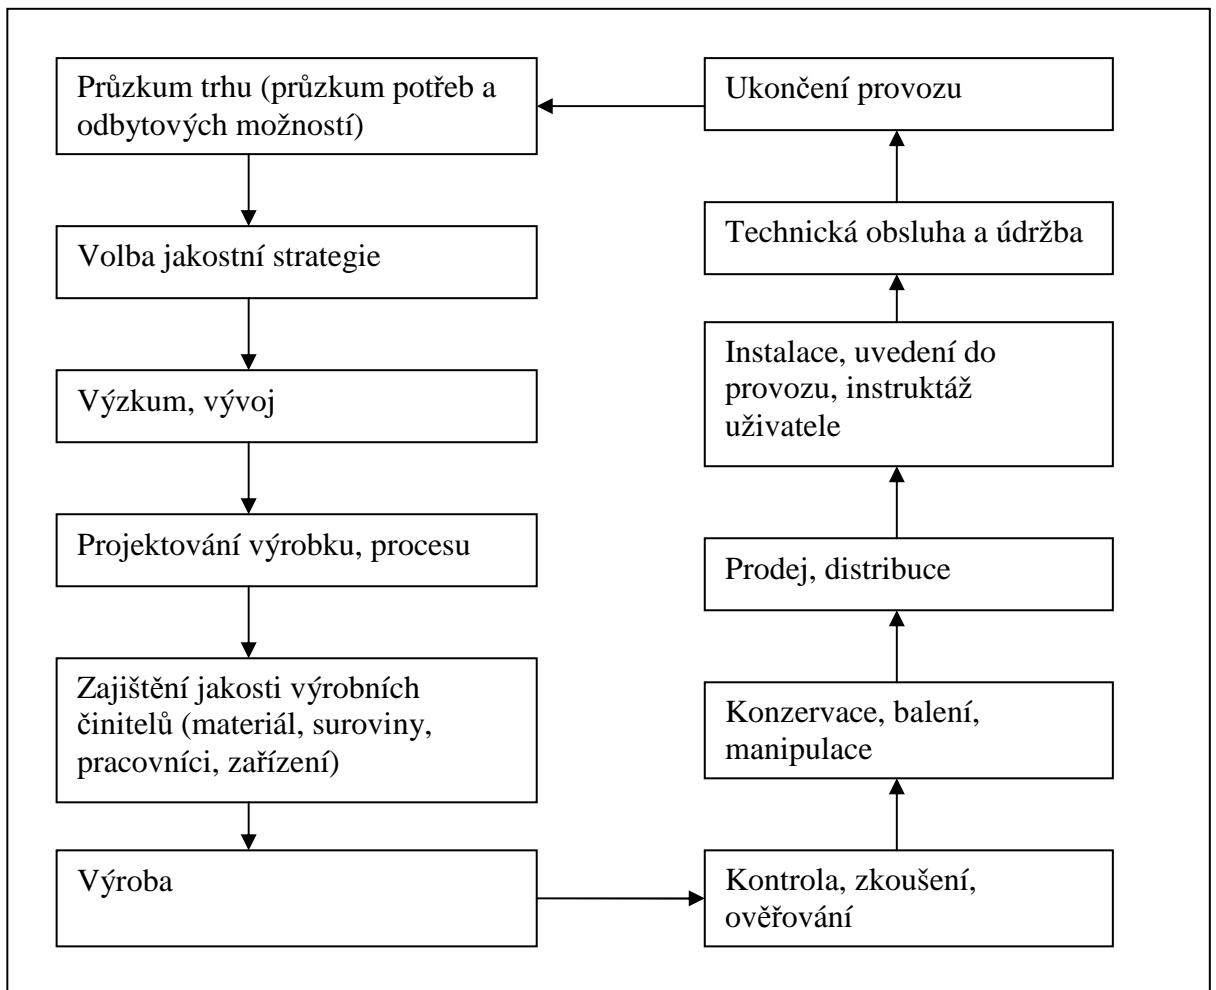 Průzkum trhu (průzkum potřeb a
odbytových možností)
Volba jakostní strategie
Výzkum, vývoj
Projektování výrobku, procesu
Zajištění jakosti výrobních
činitelů (materiál, suroviny,
pracovníci, zařízení)
Výroba
Kontrola, zkoušení,
ověřování
Konzervace, balení,
manipulace
Prodej, distribuce
Instalace, uvedení do
provozu, instruktáž
uživatele
Technická obsluha a údržba
Ukončení provozu